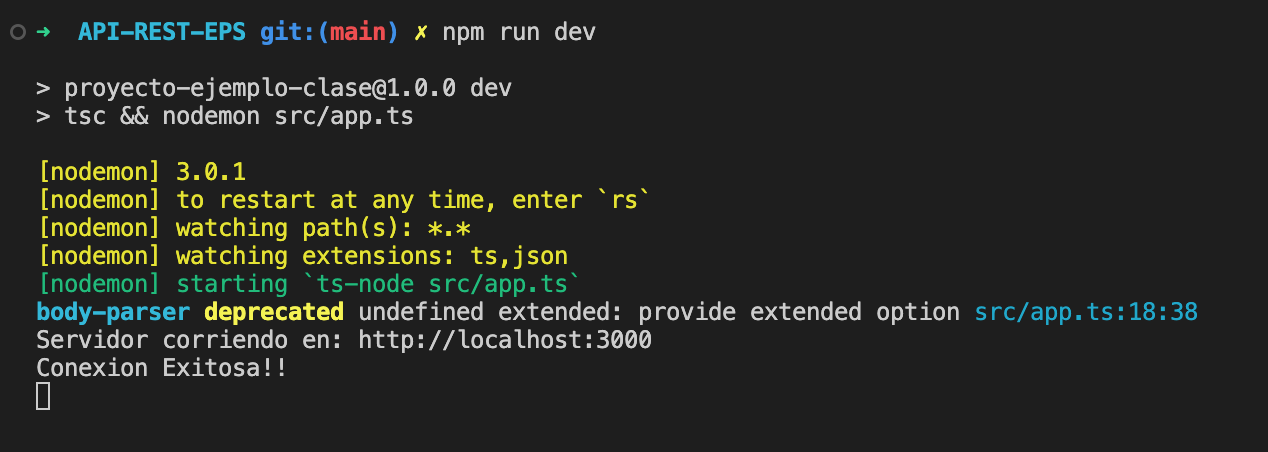 ➜ API-REST-EPS git:(main) ✗ npm run dev
> proyecto-ejemplo-clase@1.0.0 dev
> tsc && nodemon src/app.ts
[nodemon] 3.0.1
[nodemon] to restart at any time, enter `rs`
[nodemon] watching path(s): *.*
[nodemon] watching extensions: ts,json
[nodemon] starting `ts-node src/app.ts`
body-parser deprecated undefined extended: provide extended option src/app.ts:18:38
Servidor corriendo en: http://localhost:3000
Conexion Exitosa!!